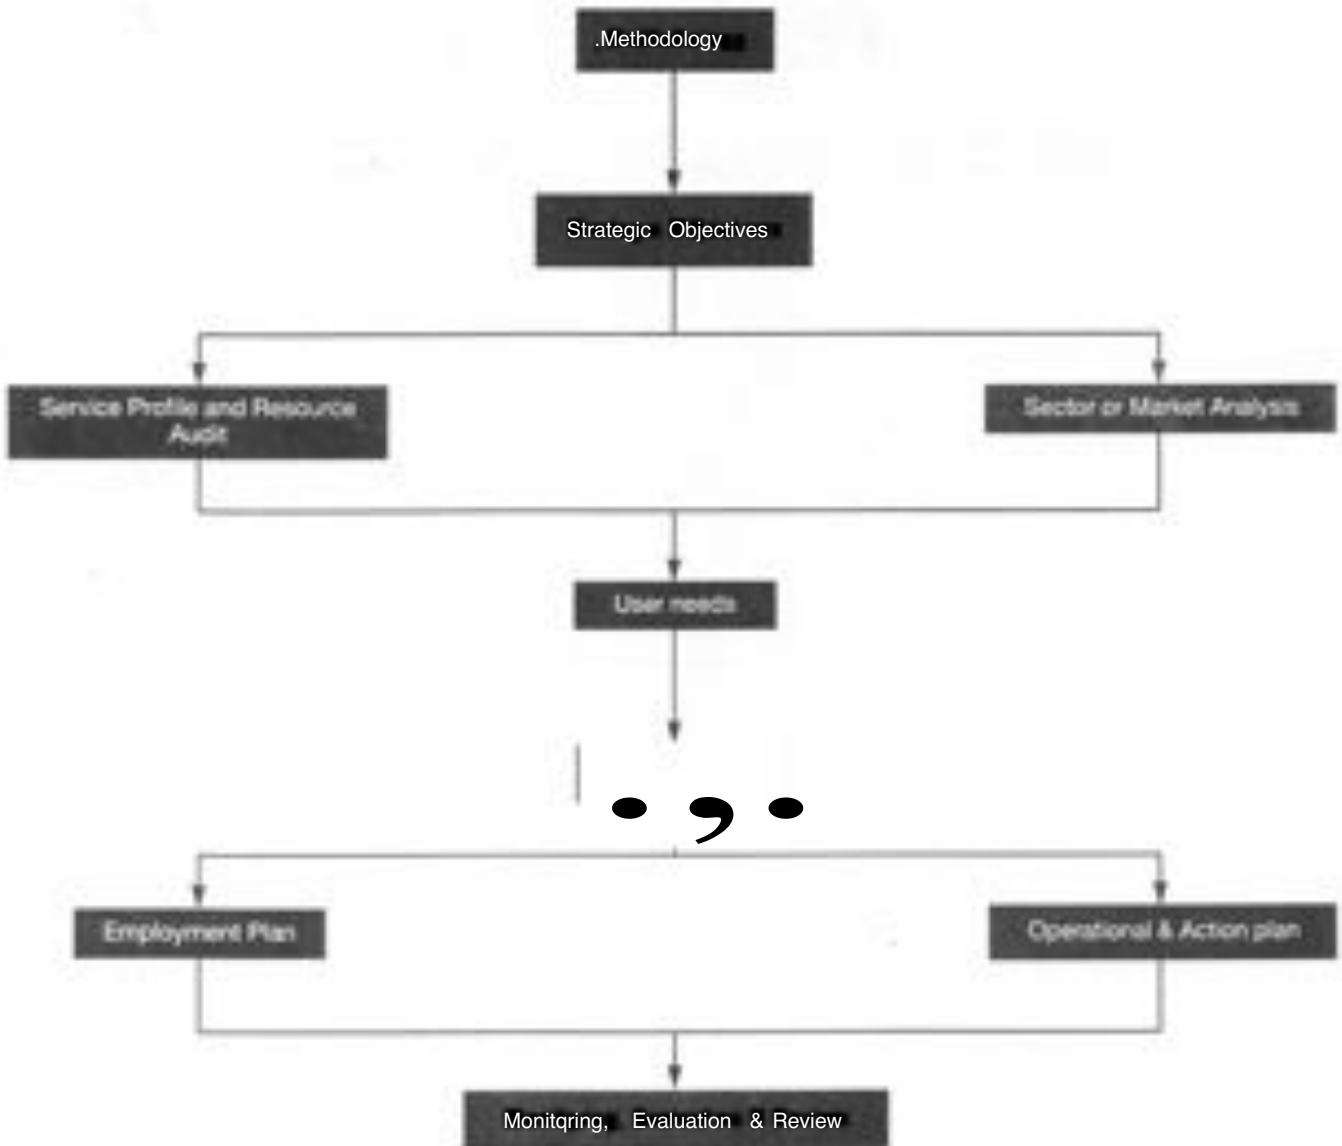 .Methodology
Strategic Objectives
Service Profile and Resource
Audit
Sector or Market Analysis
User needs
. , .
Employment Plan
Operational & Action plan
Monitqring, Evaluation & Review